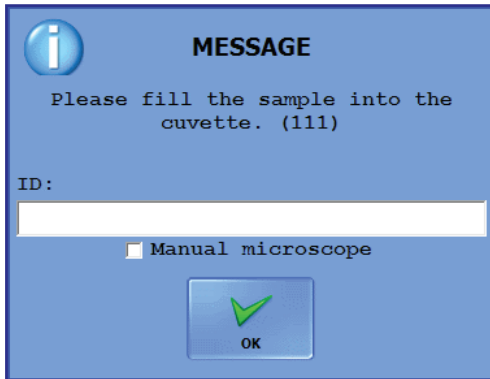 MESSAGE
Please fill the sample into the
cuvette. (111)
ID:
Manual microscope
OK